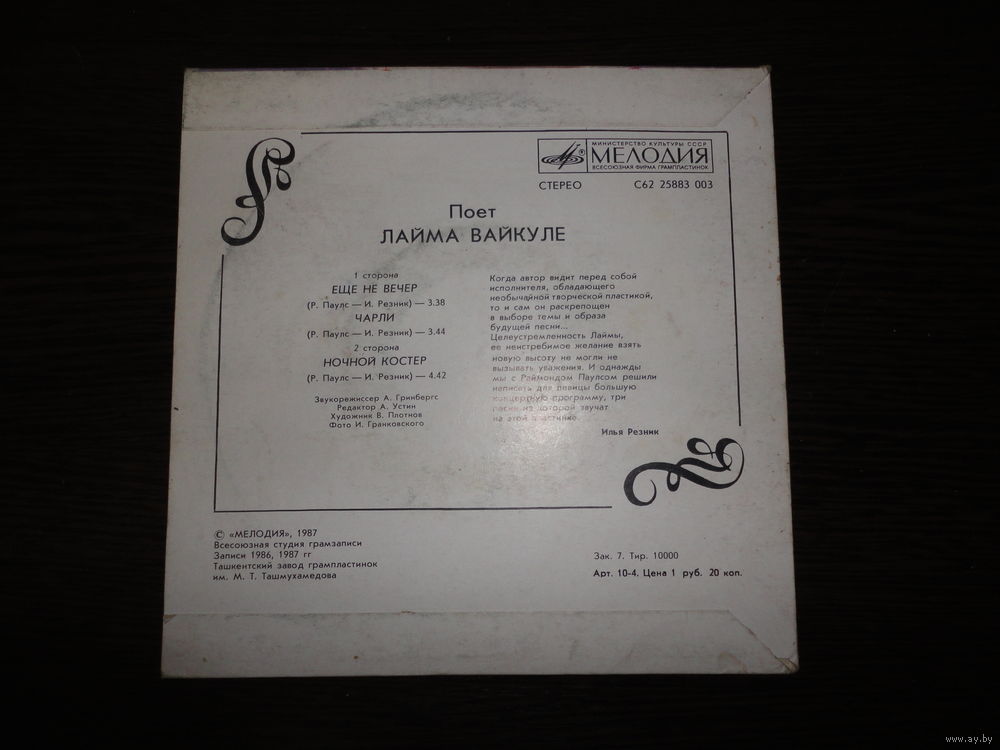 МИНИСТЕРСТВО КУЛЬТУРЫ СССР
МЕЛОДИЯ
ВСЕСОЮЗНАЯ ФИРМА ГРАМПЛАСТИНОК
СТЕРЕО С62 25883 003
Поет
ЛАЙМА ВАЙКУЛЕ
1 сторона
ЕЩЕ НЕ ВЕЧЕР
(Р. Паулс — И. Резник) — 3.38
ЧАРЛИ
(Р. Паулс — И. Резник) — 3.44
2 сторона
НОЧНОЙ КОСТЕР
(Р. Паулс — И. Резник) — 4.42
Звукорежиссер А. Гринбергс
Редактор А. Устин
Художник В. Плотнов
Фото И. Гранковского
Когда автор видит перед собой
исполнителя, обладающего
необычайной творческой пластикой,
то и сам он раскрепощен
в выборе темы и образа
будущей песни...
Целеустремленность Лаймы,
ее неистребимое желание взять
новую высоту не могли не
вызывать уважения. И однажды
мы с Раймондом Паулсом решили
написать для певицы большую
концертную программу, три
песни из которой звучат
на этой пластинке.
Илья Резник
© «МЕЛОДИЯ», 1987
Всесоюзная студия грамзаписи
Записи 1986, 1987 гг
Ташкентский завод грампластинок
им. М. Т. Ташмухамедова
Зак. 7. Тир. 10000
Арт. 10-4. Цена 1 руб. 20 коп.
www.ay.by